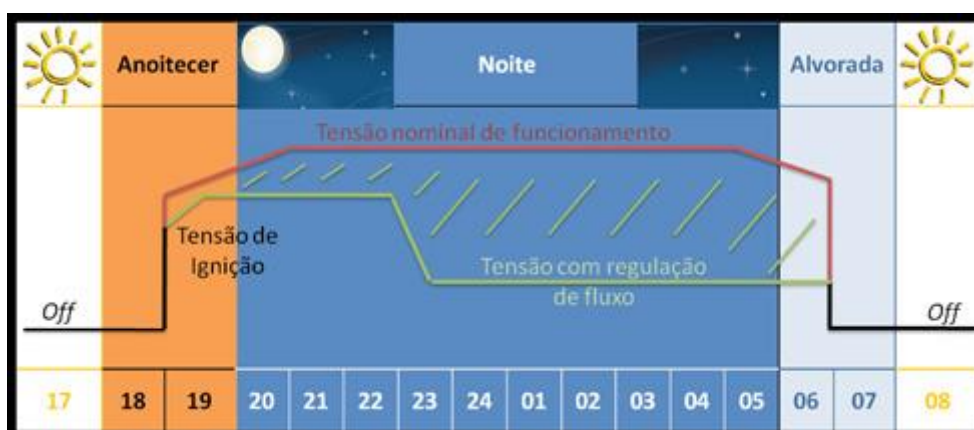 Anoitecer
Noite
Alvorada
Tensão nominal de funcionamento
Tensão de
Ignição
Tensão com regulação
de fluxo
Off
Off
17 18 19 20 21 22 23 24 01 02 03 04 05 06 07 08